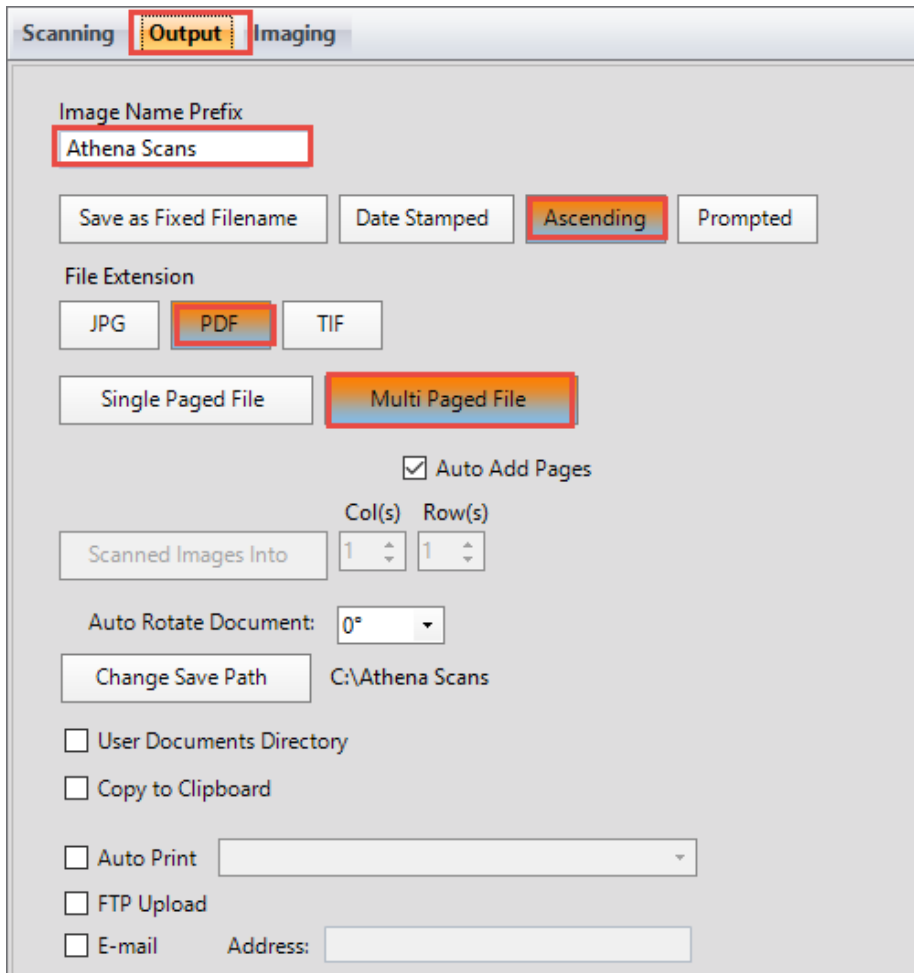 Scanning Output Imaging
Image Name Prefix
Athena Scans
Save as Fixed Filename Date Stamped Ascending Prompted
File Extension
JPG PDF TIF
Single Paged File Multi Paged File
Auto Add Pages
Col(s) Row(s)
Scanned Images Into 1 1
Auto Rotate Document: 0°
Change Save Path C:\Athena Scans
User Documents Directory
Copy to Clipboard
Auto Print
FTP Upload
E-mail Address: